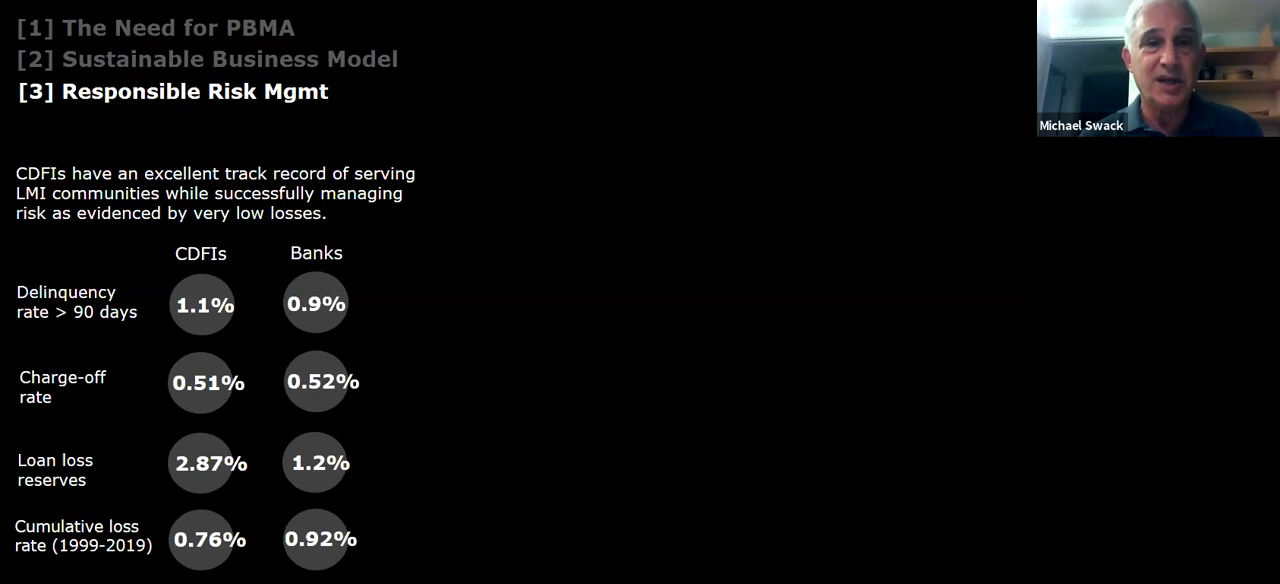 [1] The Need for PBMA
[2] Sustainable Business Model
[3] Responsible Risk Mgmt
Michael Swack
CDFIs have an excellent track record of serving
LMI communities while successfully managing
risk as evidenced by very low losses.
CDFIs Banks
Delinquency
rate > 90 days
1.1% 0.9%
Charge-off
rate
0.51% 0.52%
Loan loss
reserves
2.87% 1.2%
Cumulative loss
rate (1999-2019)
0.76% 0.92%